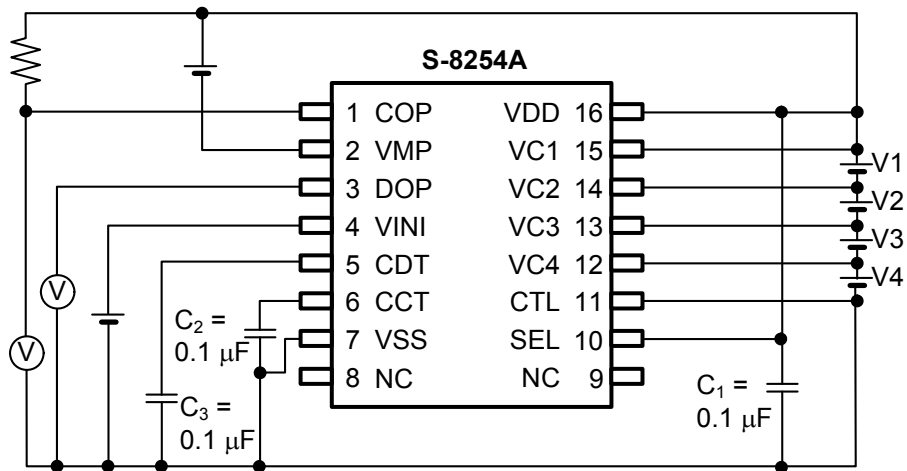 S-8254A
1 COP VDD 16
2 VMP VC1 15
3 DOP VC2 14
4 VINI VC3 13
5 CDT VC4 12
6 CCT CTL 11
7 VSS SEL 10
8 NC NC 9
V1
V2
V3
V4
V
V
C2 =
0.1 μF
C3 =
0.1 μF
C1 =
0.1 μF